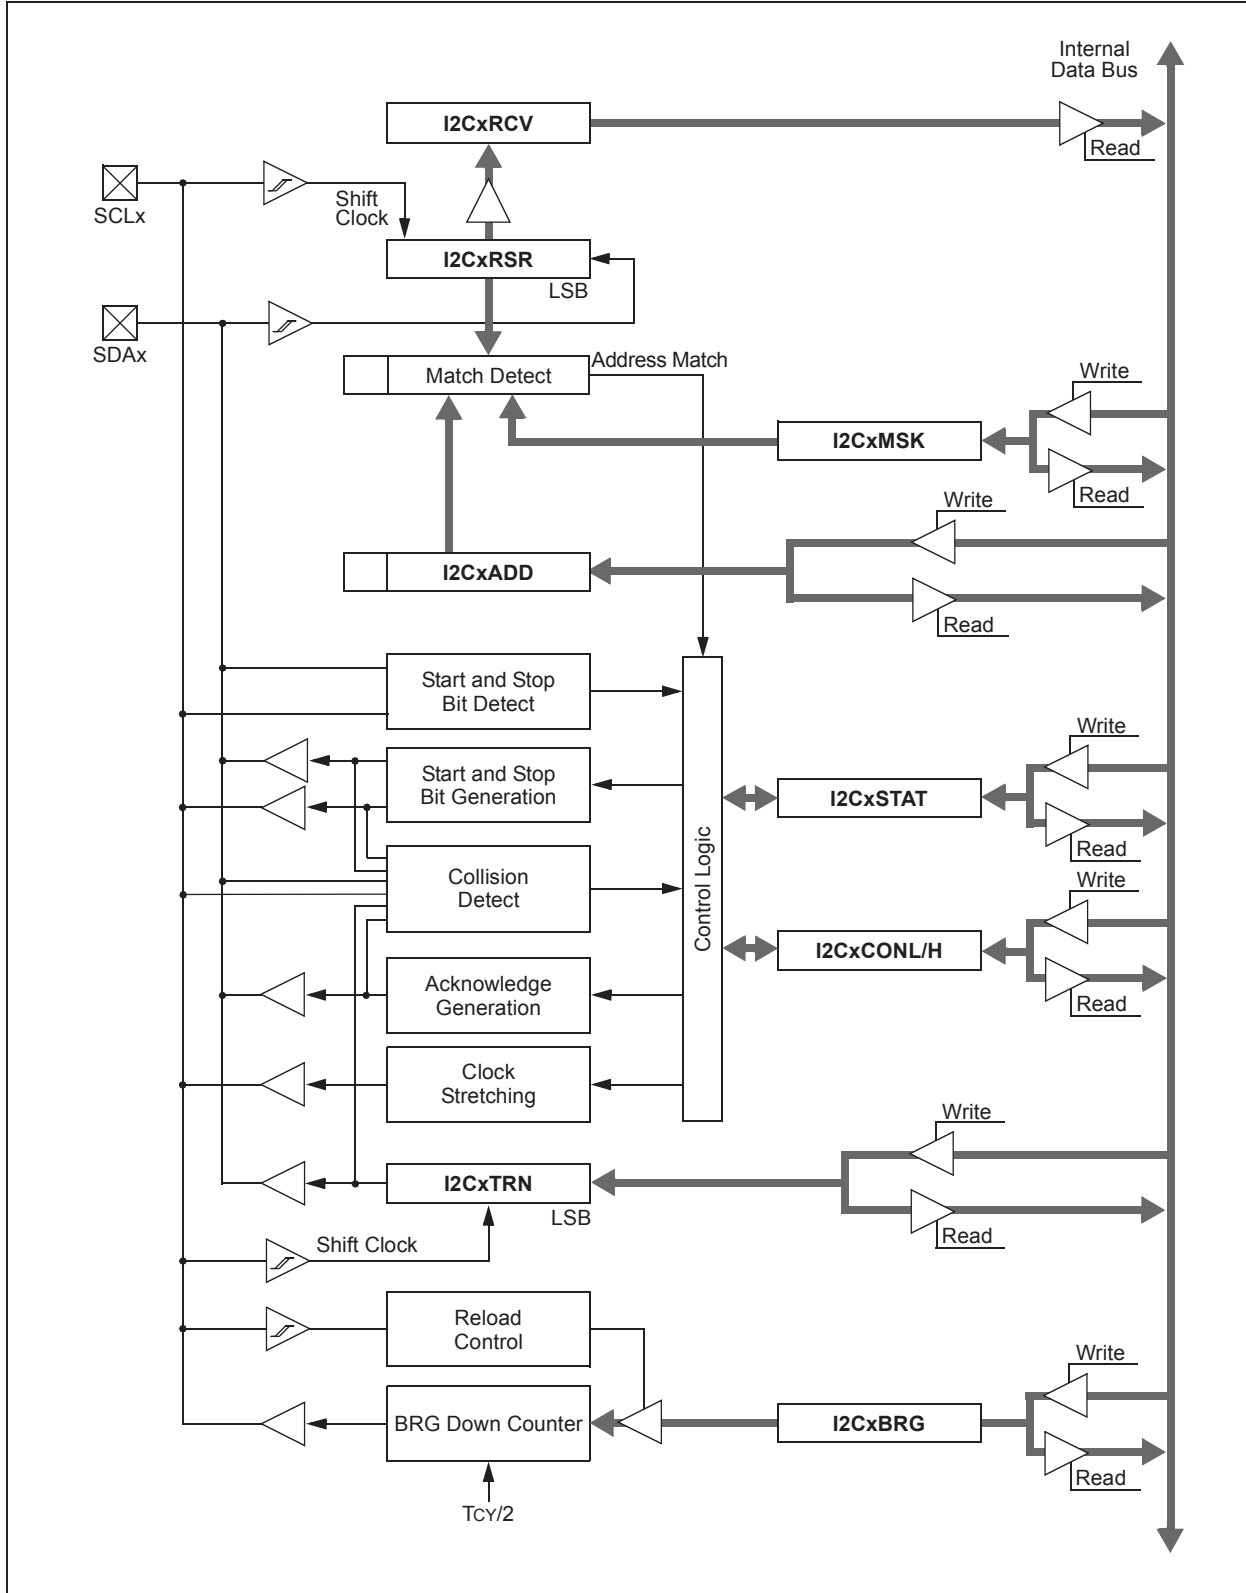 Internal
Data Bus
I2CxRCV
Read
SCLx
Shift
Clock
I2CxRSR
LSB
SDAx
Match Detect
Address Match
Write
I2CxMSK
Read
Write
I2CxADD
Read
Start and Stop
Bit Detect
Write
Start and Stop
Bit Generation
I2CxSTAT
Read
Control Logic
Collision
Detect
Write
I2CxCONL/H
Read
Acknowledge
Generation
Clock
Stretching
Write
I2CxTRN
LSB
Read
Shift Clock
Reload
Control
Write
BRG Down Counter
I2CxBRG
Read
TCY/2